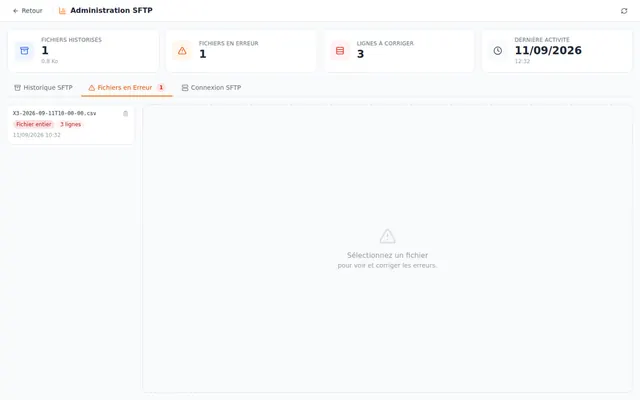 Retour
Administration SFTP
FICHIERS HISTORISÉS
1
0.8 Ko
FICHIERS EN ERREUR
1
LIGNES À CORRIGER
3
DERNIÈRE ACTIVITÉ
11/09/2026
12:32
Historique SFTP
Fichiers en Erreur 1
Connexion SFTP
X3-2026-09-11T10-00-00.csv
Fichier entier 3 lignes
11/09/2026 10:32
Sélectionnez un fichier
pour voir et corriger les erreurs.